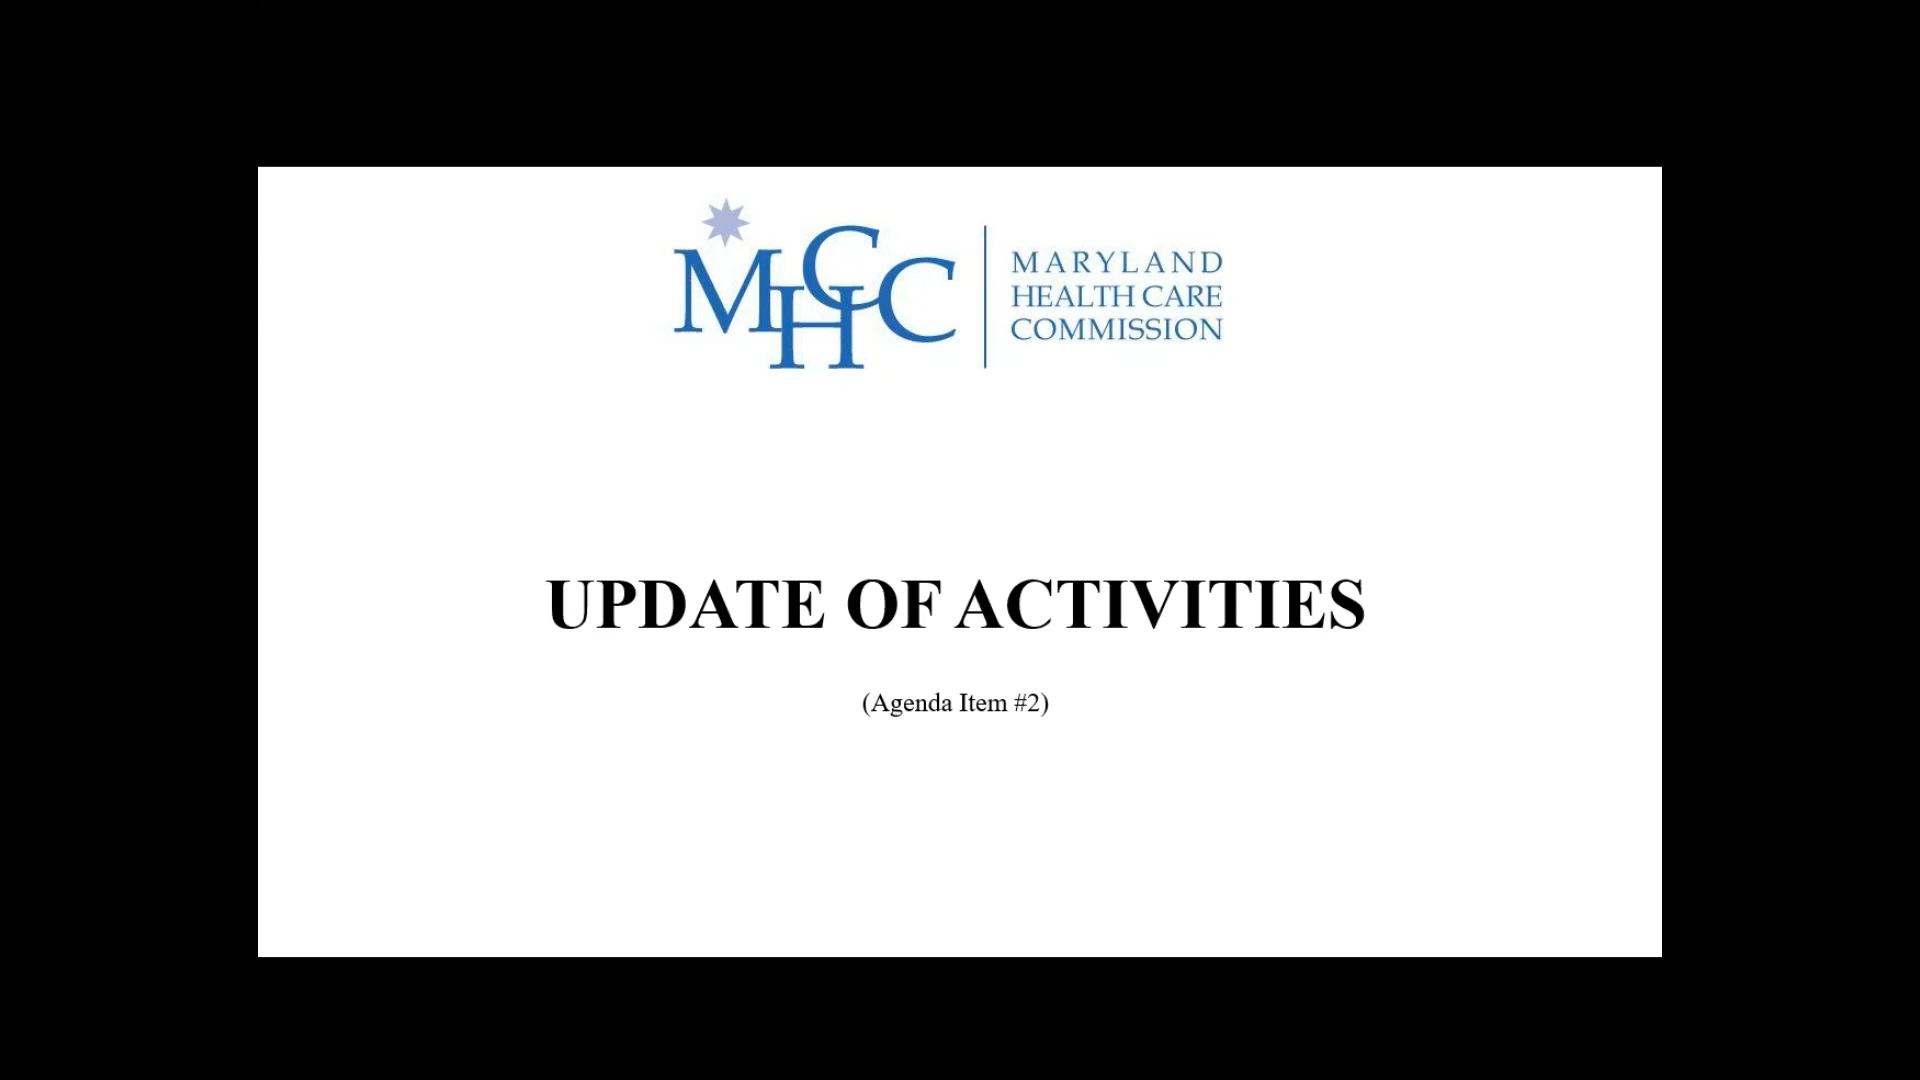 MHCC
MARYLAND
HEALTH CARE
COMMISSION
UPDATE OF ACTIVITIES
(Agenda Item #2)